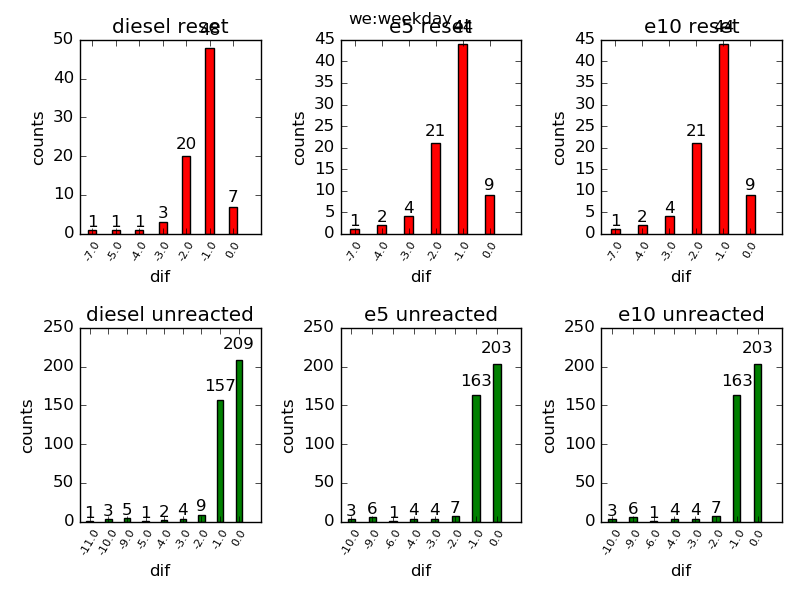 we:weekday
diesel reset
50
40
30
20
10
0
counts
1 1 1 3 20 48 7
-7.0 -5.0 -4.0 -3.0 -2.0 -1.0 0.0
dif
e5 reset
45
40
35
30
25
20
15
10
5
0
counts
1 2 4 21 44 9
-7.0 -4.0 -3.0 -2.0 -1.0 0.0
dif
e10 reset
45
40
35
30
25
20
15
10
5
0
counts
1 2 4 21 44 9
-7.0 -4.0 -3.0 -2.0 -1.0 0.0
dif
diesel unreacted
250
200
150
100
50
0
counts
1 3 5 1 2 4 9 157 209
-11.0 -10.0 -9.0 -5.0 -4.0 -3.0 -2.0 -1.0 0.0
dif
e5 unreacted
250
200
150
100
50
0
counts
3 6 1 4 4 7 163 203
-10.0 -9.0 -6.0 -4.0 -3.0 -2.0 -1.0 0.0
dif
e10 unreacted
250
200
150
100
50
0
counts
3 6 1 4 4 7 163 203
-10.0 -9.0 -6.0 -4.0 -3.0 -2.0 -1.0 0.0
dif